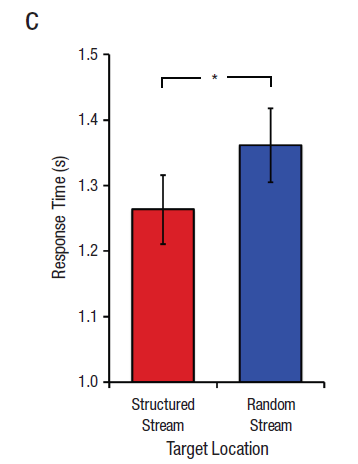 C
Response Time (s)
1.5
1.4
1.3
1.2
1.1
1.0
*
Structured
Stream
Random
Stream
Target Location